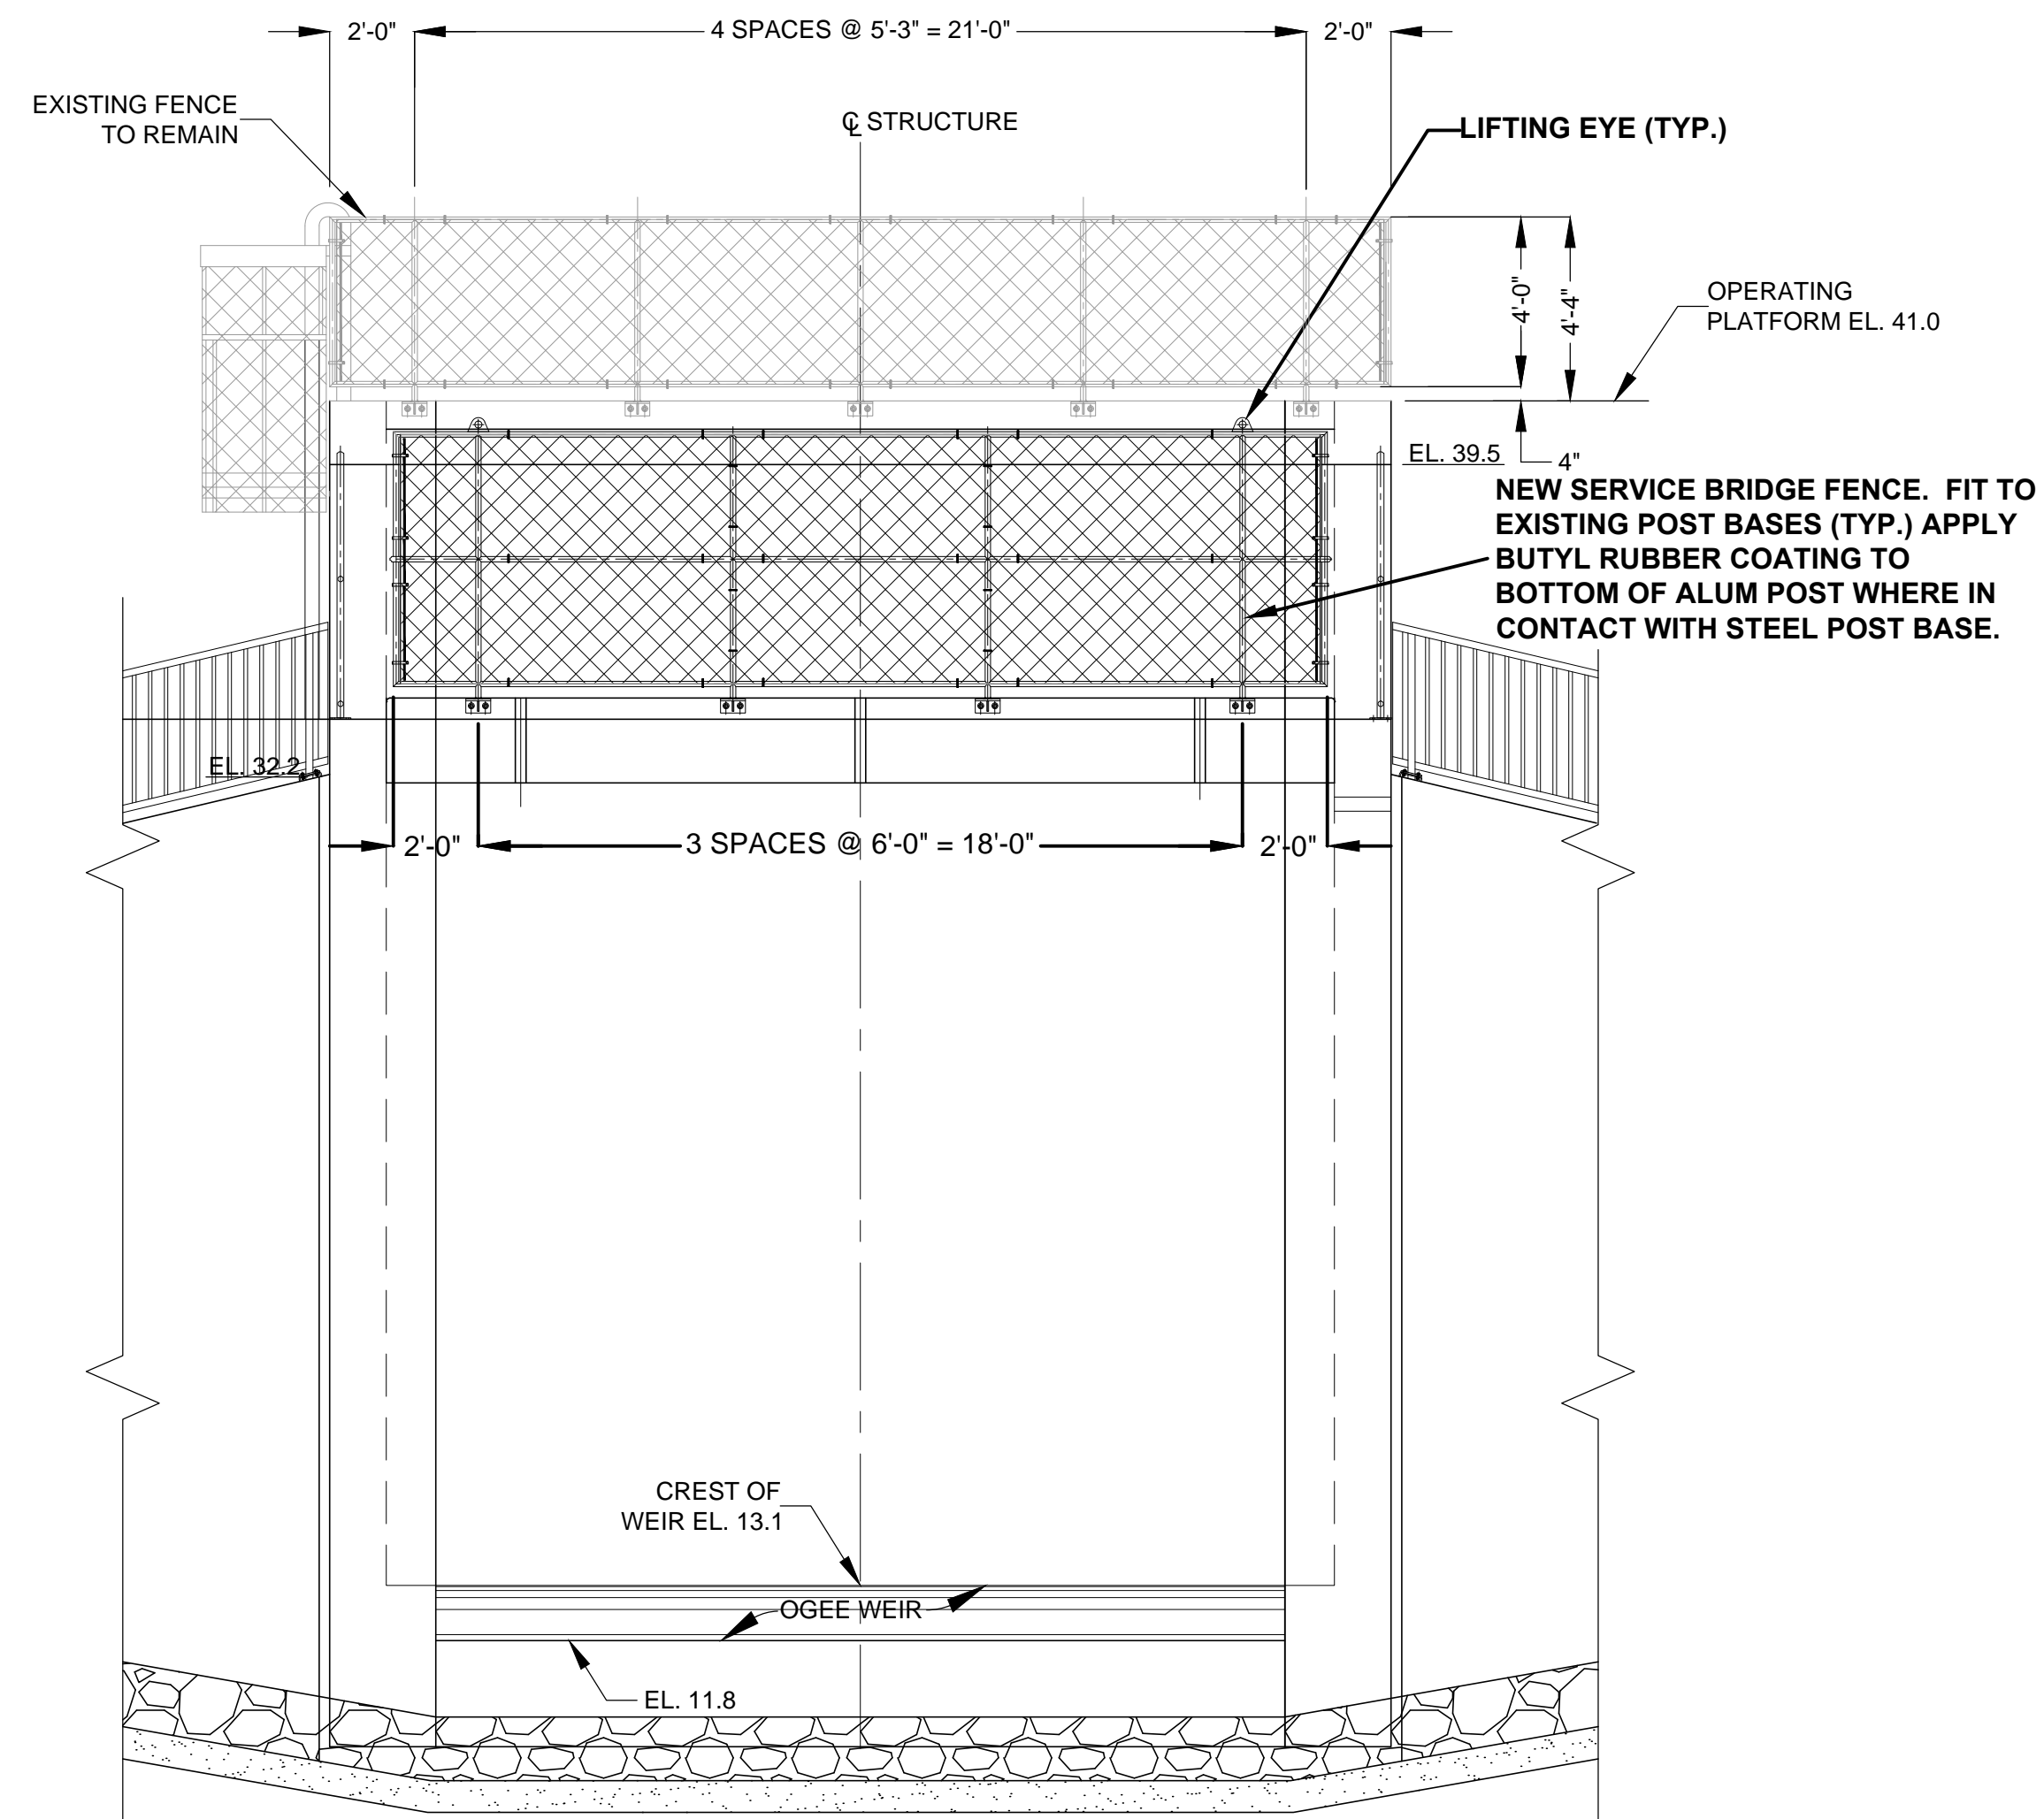 2'-0"
4 SPACES @ 5'-3" = 21'-0"
2'-0"
EXISTING FENCE
TO REMAIN
℄ STRUCTURE
LIFTING EYE (TYP.)
4'-0"
4'-4"
OPERATING
PLATFORM EL. 41.0
EL. 39.5
4"
NEW SERVICE BRIDGE FENCE. FIT TO
EXISTING POST BASES (TYP.) APPLY
BUTYL RUBBER COATING TO
BOTTOM OF ALUM POST WHERE IN
CONTACT WITH STEEL POST BASE.
EL. 32.2
2'-0"
3 SPACES @ 6'-0" = 18'-0"
2'-0"
CREST OF
WEIR EL. 13.1
OGEE WEIR
EL. 11.8